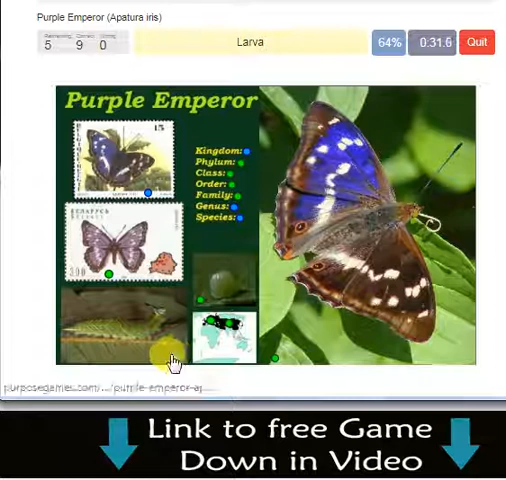 Purple Emperor (Apatura iris)
Remaining Correct Wrong
5 9 0
Larva
64%
0:31.6
Quit
Purple Emperor
15
Kingdom:
Phylum:
Class:
Order:
Family:
Genus:
Species:
БЕЛАРУСЬ
300
purposegames.com/.../purple-emperor-a
Link to free Game
Down in Video